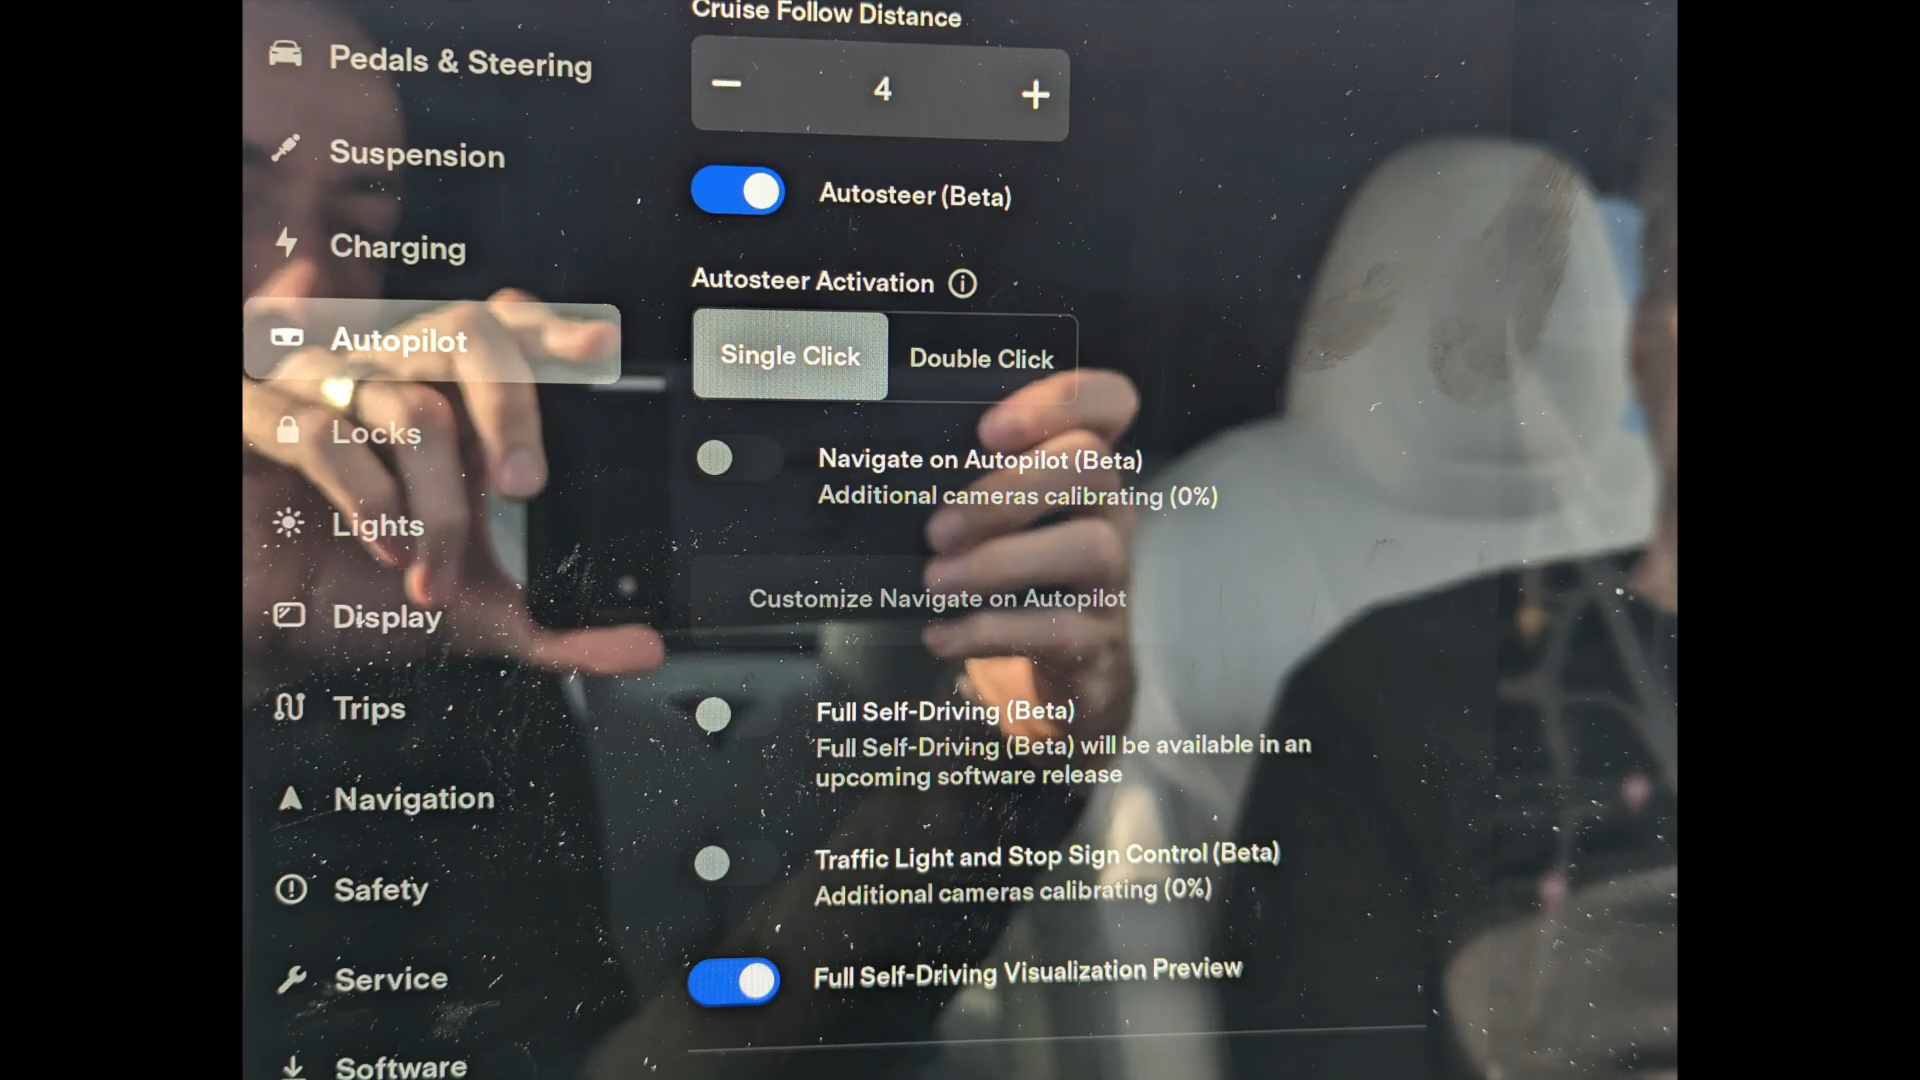 Pedals & Steering
Suspension
Charging
Autopilot
Locks
Lights
Display
Trips
Navigation
Safety
Service
Software
Cruise Follow Distance
4
Autosteer (Beta)
Autosteer Activation
Single Click
Double Click
Navigate on Autopilot (Beta)
Additional cameras calibrating (0%)
Customize Navigate on Autopilot
Full Self-Driving (Beta)
Full Self-Driving (Beta) will be available in an
upcoming software release
Traffic Light and Stop Sign Control (Beta)
Additional cameras calibrating (0%)
Full Self-Driving Visualization Preview